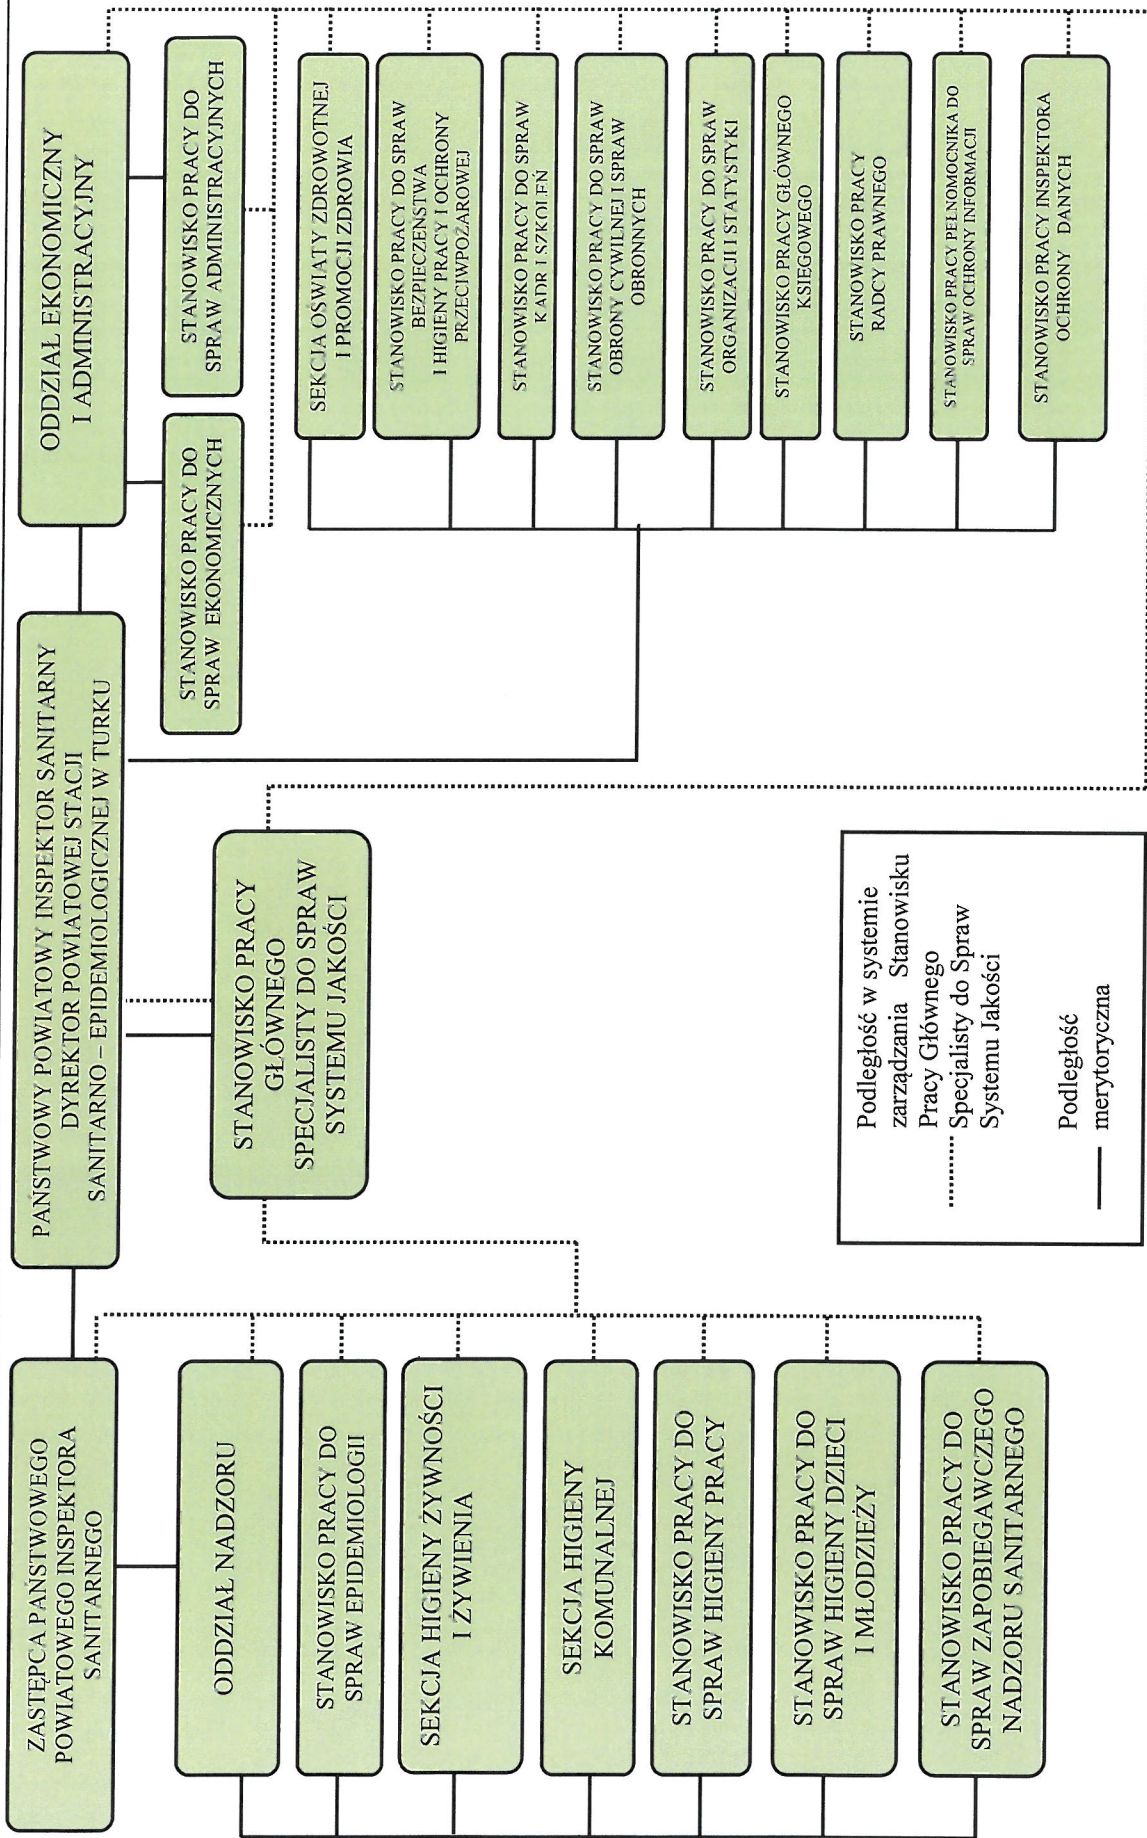 ZASTĘPCA PAŃSTWOWEGO
POWIATOWEGO INSPEKTORA
SANITARNEGO
PAŃSTWOWY POWIATOWY INSPEKTOR SANITARNY
DYREKTOR POWIATOWEJ STACJI
SANITARNO – EPIDEMIOLOGICZNEJ W TURKU
ODDZIAŁ EKONOMICZNY
I ADMINISTRACYJNY
STANOWISKO PRACY DO
SPRAW EKONOMICZNYCH
STANOWISKO PRACY DO
SPRAW ADMINISTRACYJNYCH
STANOWISKO PRACY
GŁÓWNEGO
SPECJALISTY DO SPRAW
SYSTEMU JAKOŚCI
ODDZIAŁ NADZORU
STANOWISKO PRACY DO
SPRAW EPIDEMIOLOGII
SEKCJA HIGIENY ŻYWNOŚCI
I ŻYWIENIA
SEKCJA HIGIENY
KOMUNALNEJ
STANOWISKO PRACY DO
SPRAW HIGIENY PRACY
STANOWISKO PRACY DO
SPRAW HIGIENY DZIECI
I MŁODZIEŻY
STANOWISKO PRACY DO
SPRAW ZAPOBIEGAWCZEGO
NADZORU SANITARNEGO
SEKCJA OŚWIATY ZDROWOTNEJ
I PROMOCJI ZDROWIA
STANOWISKO PRACY DO SPRAW
BEZPIECZEŃSTWA
I HIGIENY PRACY I OCHRONY
PRZECIWPOŻAROWEJ
STANOWISKO PRACY DO SPRAW
KADR I SZKOLEŃ
STANOWISKO PRACY DO SPRAW
OBRONY CYWILNEJ I SPRAW
OBRONNYCH
STANOWISKO PRACY DO SPRAW
ORGANIZACJI I STATYSTYKI
STANOWISKO PRACY GŁÓWNEGO
KSIĘGOWEGO
STANOWISKO PRACY
RADCY PRAWNEGO
STANOWISKO PRACY PEŁNOMOCNIKA DO
SPRAW OCHRONY INFORMACJI
STANOWISKO PRACY INSPEKTORA
OCHRONY DANYCH
Podległość w systemie
zarządzania Stanowisku
Pracy Głównego
Specjalisty do Spraw
Systemu Jakości
Podległość
merytoryczna